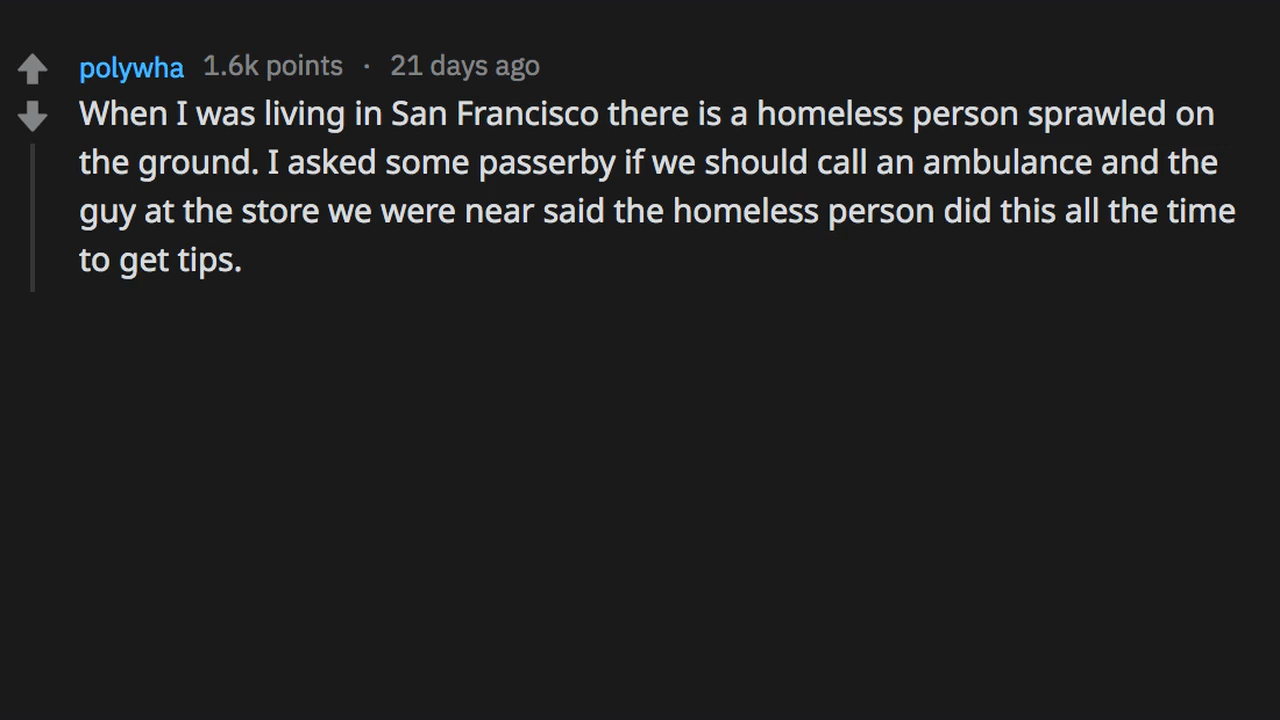 polywha 1.6k points · 21 days ago
When I was living in San Francisco there is a homeless person sprawled on
the ground. I asked some passerby if we should call an ambulance and the
guy at the store we were near said the homeless person did this all the time
to get tips.